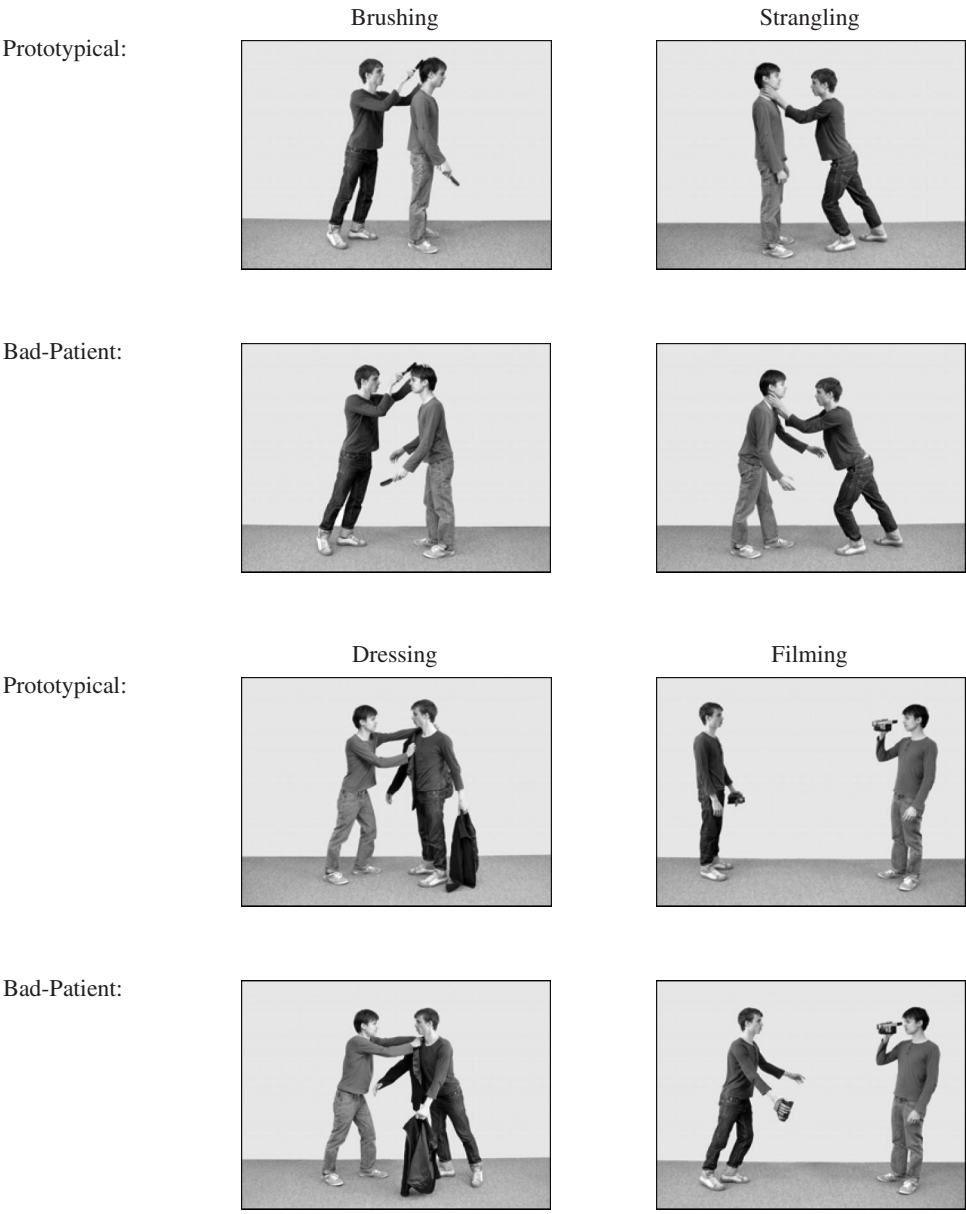 Brushing Strangling
Prototypical:
Bad-Patient:
Dressing Filming
Prototypical:
Bad-Patient: